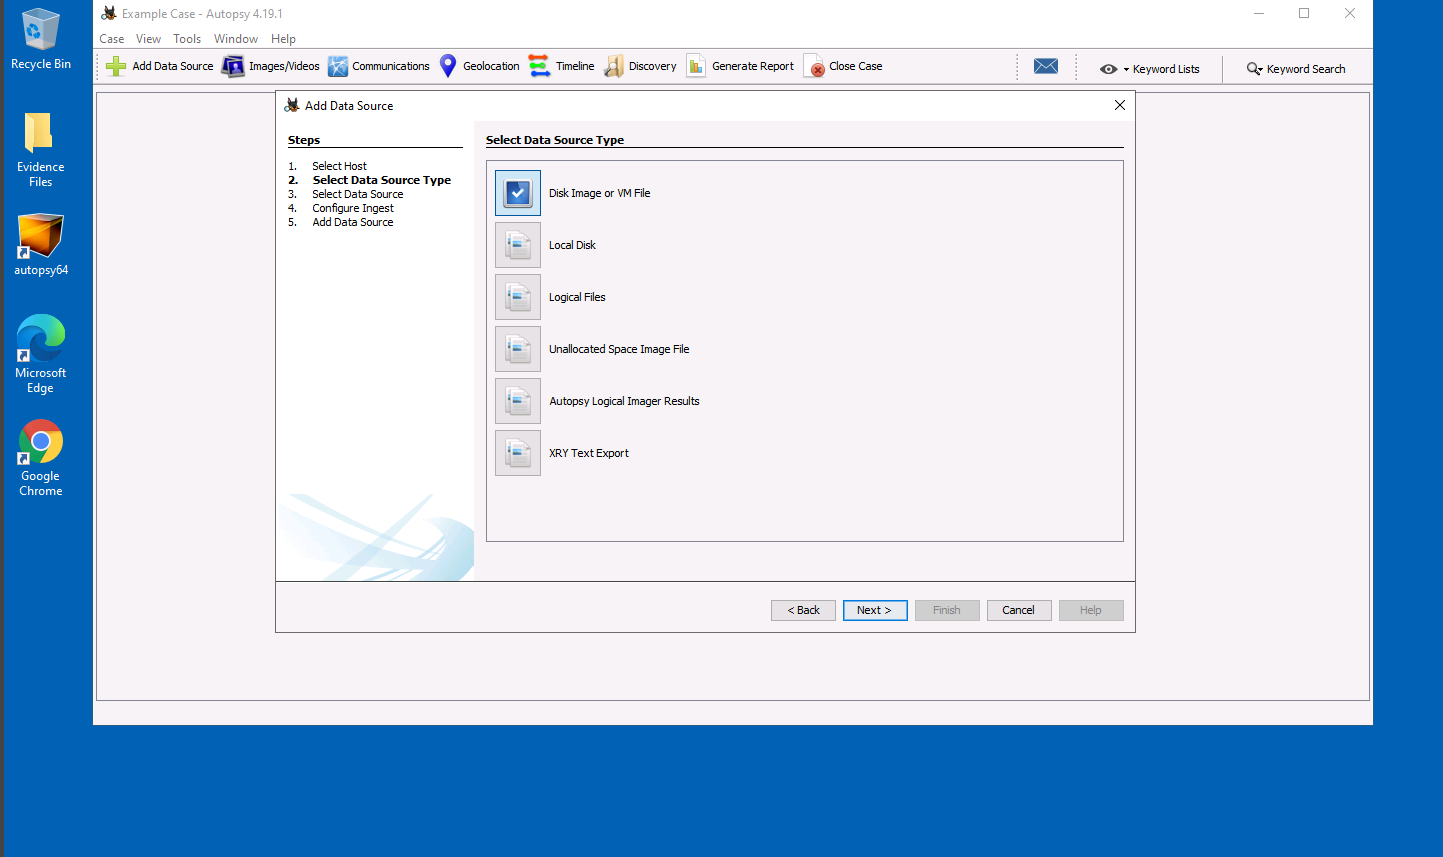 Recycle Bin
Evidence
Files
autopsy64
Microsoft
Edge
Google
Chrome
Example Case - Autopsy 4.19.1
Case View Tools Window Help
Add Data Source Images/Videos Communications Geolocation Timeline Discovery Generate Report Close Case Keyword Lists Keyword Search
Add Data Source
Steps
1. Select Host
2. Select Data Source Type
3. Select Data Source
4. Configure Ingest
5. Add Data Source
Select Data Source Type
Disk Image or VM File
Local Disk
Logical Files
Unallocated Space Image File
Autopsy Logical Imager Results
XRY Text Export
< Back Next > Finish Cancel Help